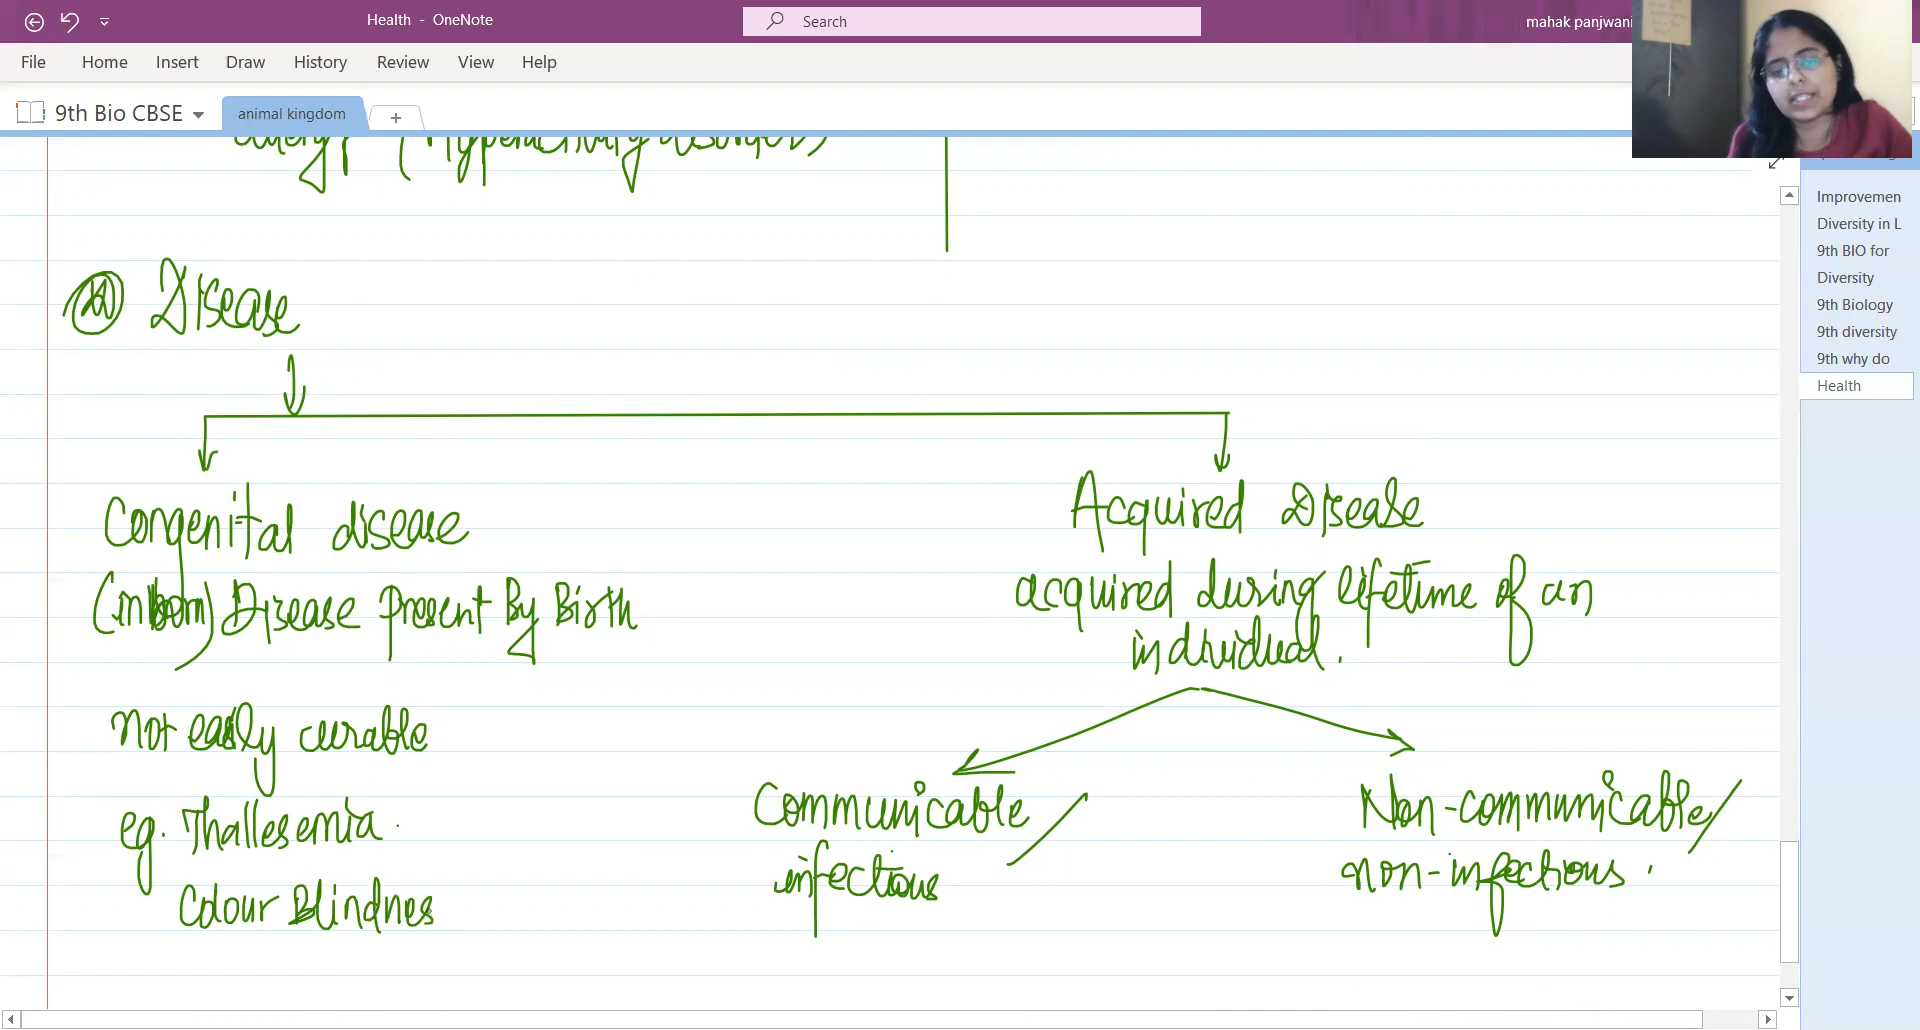 Health - OneNote
Search
mahak panjwani
File Home Insert Draw History Review View Help
9th Bio CBSE
animal kingdom
+
(Hyperactivity disorders)
Disease
Congenital disease
(inborn) Disease Present By Birth
not easily curable
eg. Thallesemia.
Colour Blindnes
Acquired Disease
acquired during lifetime of an
individual.
Communicable /
infectious
Non-communicable /
non-infectious.
Improvemen
Diversity in L
9th BIO for
Diversity
9th Biology
9th diversity
9th why do
Health